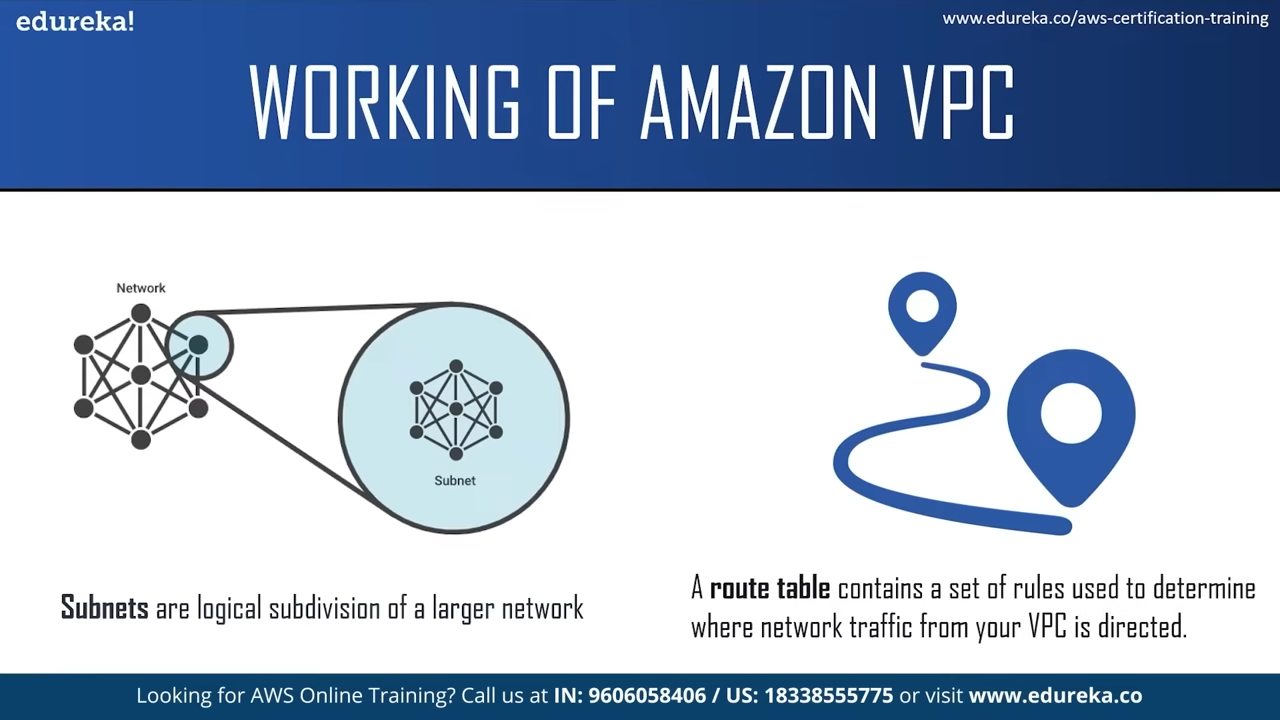 edureka!
www.edureka.co/aws-certification-training
WORKING OF AMAZON VPC
Network
Subnet
Subnets are logical subdivision of a larger network
A route table contains a set of rules used to determine
where network traffic from your VPC is directed.
Looking for AWS Online Training? Call us at IN: 9606058406 / US: 18338555775 or visit www.edureka.co